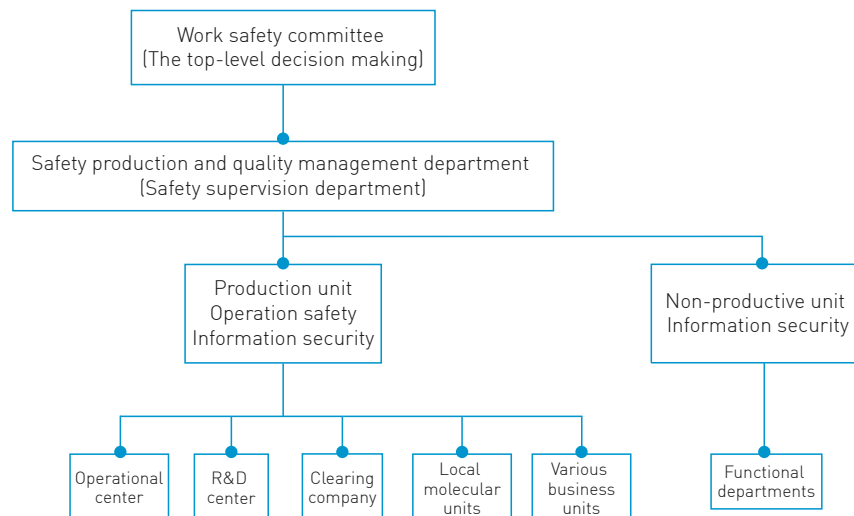 Work safety committee
(The top-level decision making)
Safety production and quality management department
(Safety supervision department)
Production unit
Operation safety
Information security
Non-productive unit
Information security
Operational
center
R&D
center
Clearing
company
Local
molecular
units
Various
business
units
Functional
departments